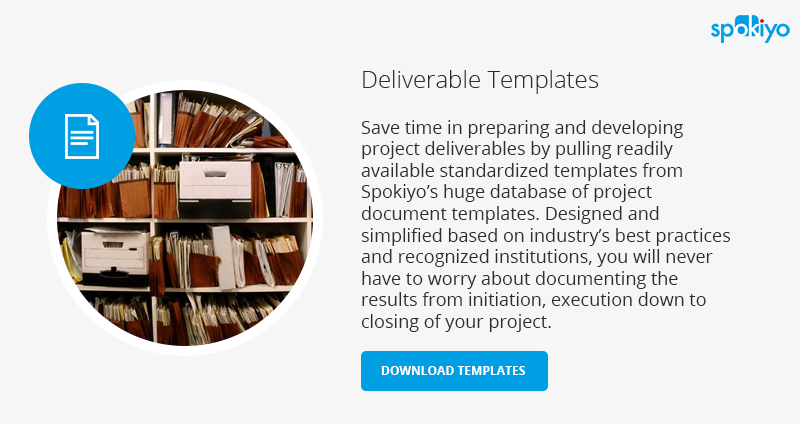 spokiyo
Deliverable Templates
Save time in preparing and developing
project deliverables by pulling readily
available standardized templates from
Spokiyo’s huge database of project
document templates. Designed and
simplified based on industry’s best practices
and recognized institutions, you will never
have to worry about documenting the
results from initiation, execution down to
closing of your project.
DOWNLOAD TEMPLATES